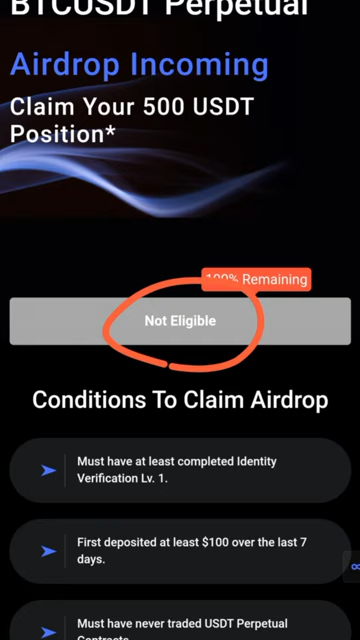 BTCUSDT Perpetual
Airdrop Incoming
Claim Your 500 USDT
Position*
100% Remaining
Not Eligible
Conditions To Claim Airdrop
Must have at least completed Identity
Verification Lv. 1.
First deposited at least $100 over the last 7
days.
Must have never traded USDT Perpetual
Contracts